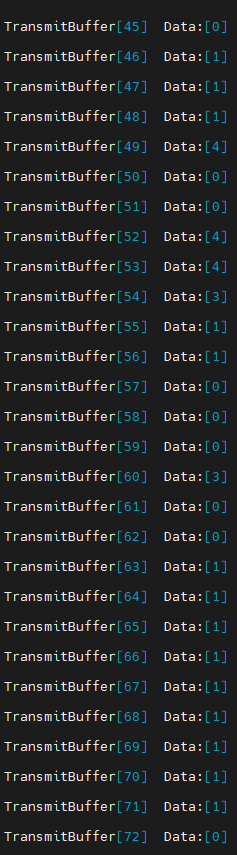 TransmitBuffer[45]  Data:[0]
TransmitBuffer[46]  Data:[1]
TransmitBuffer[47]  Data:[1]
TransmitBuffer[48]  Data:[1]
TransmitBuffer[49]  Data:[4]
TransmitBuffer[50]  Data:[0]
TransmitBuffer[51]  Data:[0]
TransmitBuffer[52]  Data:[4]
TransmitBuffer[53]  Data:[4]
TransmitBuffer[54]  Data:[3]
TransmitBuffer[55]  Data:[1]
TransmitBuffer[56]  Data:[1]
TransmitBuffer[57]  Data:[0]
TransmitBuffer[58]  Data:[0]
TransmitBuffer[59]  Data:[0]
TransmitBuffer[60]  Data:[3]
TransmitBuffer[61]  Data:[0]
TransmitBuffer[62]  Data:[0]
TransmitBuffer[63]  Data:[1]
TransmitBuffer[64]  Data:[1]
TransmitBuffer[65]  Data:[1]
TransmitBuffer[66]  Data:[1]
TransmitBuffer[67]  Data:[1]
TransmitBuffer[68]  Data:[1]
TransmitBuffer[69]  Data:[1]
TransmitBuffer[70]  Data:[1]
TransmitBuffer[71]  Data:[1]
TransmitBuffer[72]  Data:[0]